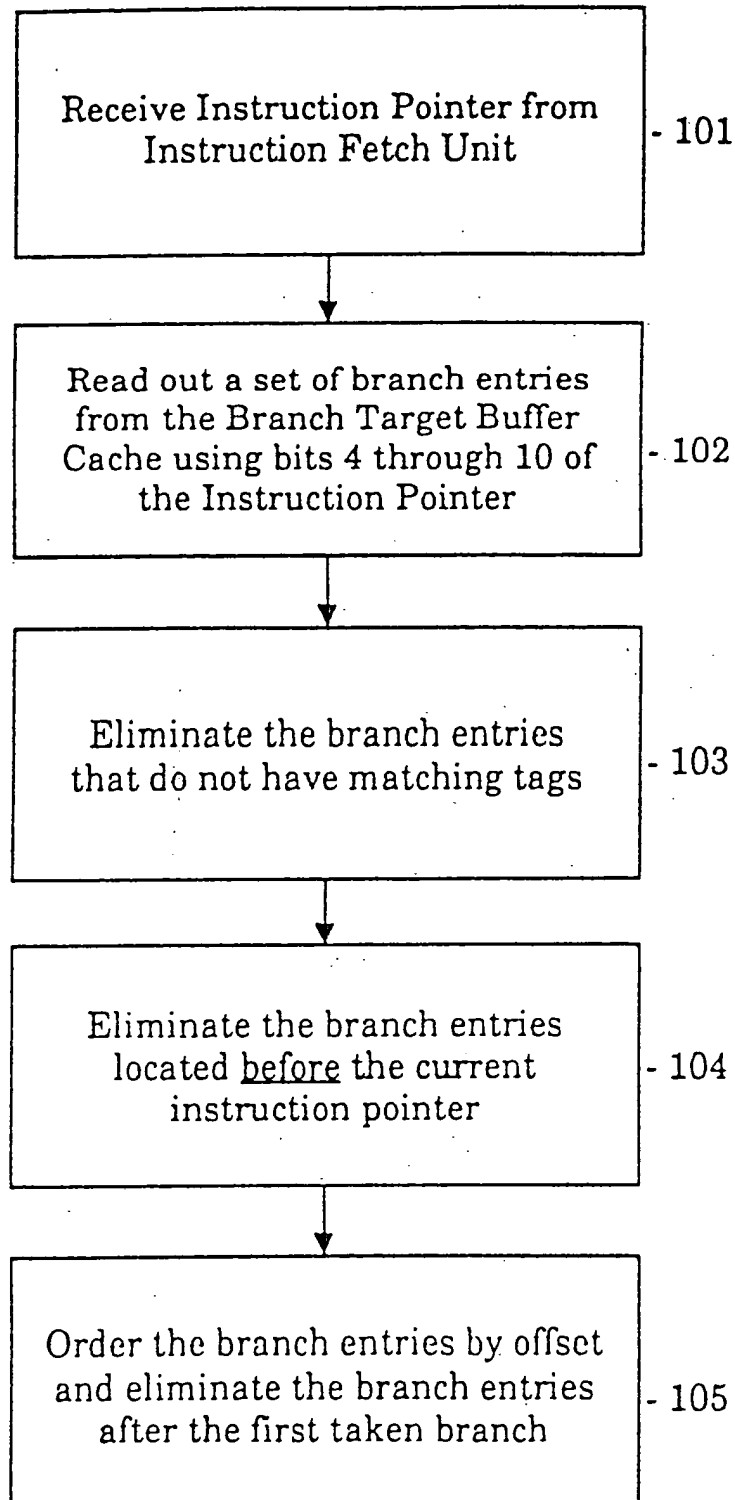 Receive Instruction Pointer from
Instruction Fetch Unit
- 101
Read out a set of branch entries
from the Branch Target Buffer
Cache using bits 4 through 10 of
the Instruction Pointer
- 102
Eliminate the branch entries
that do not have matching tags
- 103
Eliminate the branch entries
located before the current
instruction pointer
- 104
Order the branch entries by offset
and eliminate the branch entries
after the first taken branch
- 105